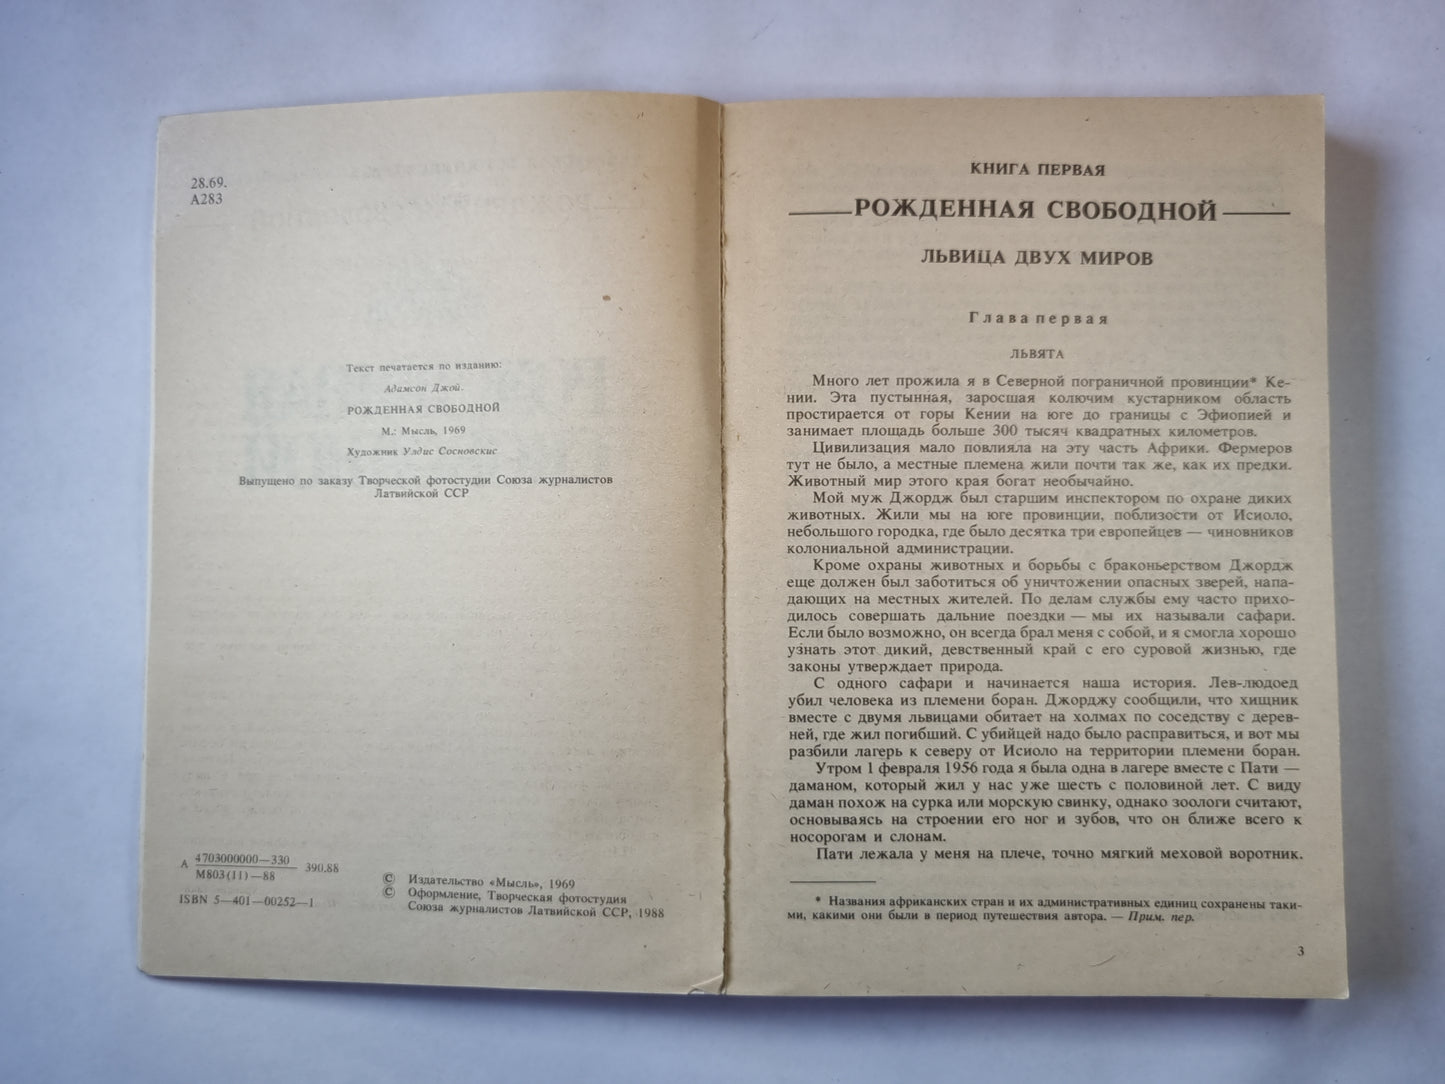 28.69.
А283
Текст печатается по изданию:
Адамсон Джой.
РОЖДЕННАЯ СВОБОДНОЙ
М.: Мысль, 1969
Художник Улдис Сосновскис
Выпущено по заказу Творческой фотостудии Союза журналистов
Латвийской ССР
А 4703000000—330 390.88
М803(11)—88
ISBN 5—401—00252—1
© Издательство «Мысль», 1969
© Оформление, Творческая фотостудия
Союза журналистов Латвийской ССР, 1988
КНИГА ПЕРВАЯ
РОЖДЕННАЯ СВОБОДНОЙ
ЛЬВИЦА ДВУХ МИРОВ
Глава первая
ЛЬВЯТА
Много лет прожила я в Северной пограничной провинции* Ке-
нии. Эта пустынная, заросшая колючим кустарником область
простирается от горы Кении на юге до границы с Эфиопией и
занимает площадь больше 300 тысяч квадратных километров.
Цивилизация мало повлияла на эту часть Африки. Фермеров
тут не было, а местные племена жили почти так же, как их предки.
Животный мир этого края богат необычайно.
Мой муж Джордж был старшим инспектором по охране диких
животных. Жили мы на юге провинции, поблизости от Исиоло,
небольшого городка, где было десятка три европейцев — чиновников
колониальной администрации.
Кроме охраны животных и борьбы с браконьерством Джордж
еще должен был заботиться об уничтожении опасных зверей, напа-
дающих на местных жителей. По делам службы ему часто прихо-
дилось совершать дальние поездки — мы их называли сафари.
Если было возможно, он всегда брал меня с собой, и я смогла хорошо
узнать этот дикий, девственный край с его суровой жизнью, где
законы утверждает природа.
С одного сафари и начинается наша история. Лев-людоед
убил человека из племени боран. Джорджу сообщили, что хищник
вместе с двумя львицами обитает на холмах по соседству с дерев-
ней, где жил погибший. С убийцей надо было расправиться, и вот мы
разбили лагерь к северу от Исиоло на территории племени боран.
Утром 1 февраля 1956 года я была одна в лагере вместе с Пати —
даманом, который жил у нас уже шесть с половиной лет. С виду
даман похож на сурка или морскую свинку, однако зоологи считают,
основываясь на строении его ног и зубов, что он ближе всего к
носорогам и слонам.
Пати лежала у меня на плече, точно мягкий меховой воротник.
* Названия африканских стран и их административных единиц сохранены таки-
ми, какими они были в период путешествия автора. — Прим. пер.
3